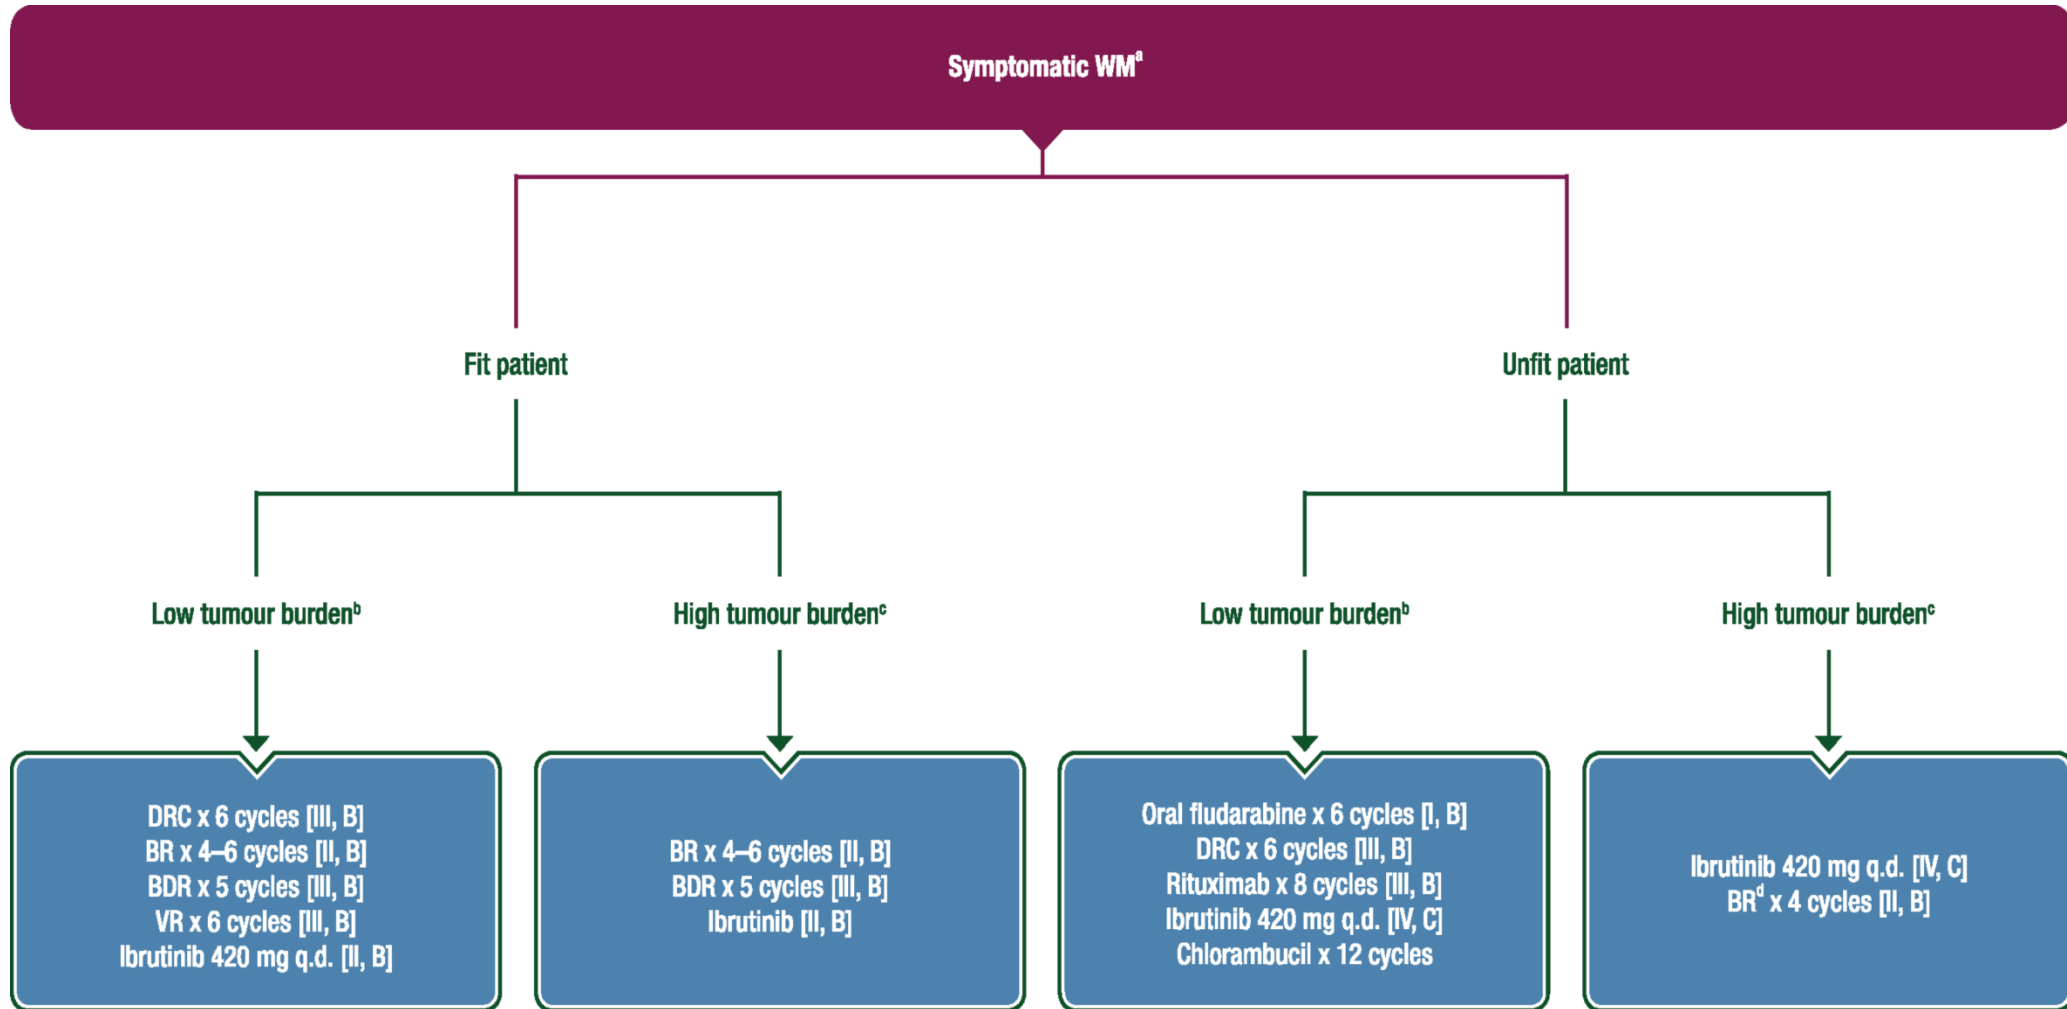 Symptomatic WMᵃ
Fit patient
Unfit patient
Low tumour burdenᵇ
High tumour burdenᶜ
Low tumour burdenᵇ
High tumour burdenᶜ
DRC x 6 cycles [III, B]
BR x 4–6 cycles [II, B]
BDR x 5 cycles [III, B]
VR x 6 cycles [III, B]
Ibrutinib 420 mg q.d. [II, B]
BR x 4–6 cycles [II, B]
BDR x 5 cycles [III, B]
Ibrutinib [II, B]
Oral fludarabine x 6 cycles [I, B]
DRC x 6 cycles [III, B]
Rituximab x 8 cycles [III, B]
Ibrutinib 420 mg q.d. [IV, C]
Chlorambucil x 12 cycles
Ibrutinib 420 mg q.d. [IV, C]
BRᵈ x 4 cycles [II, B]